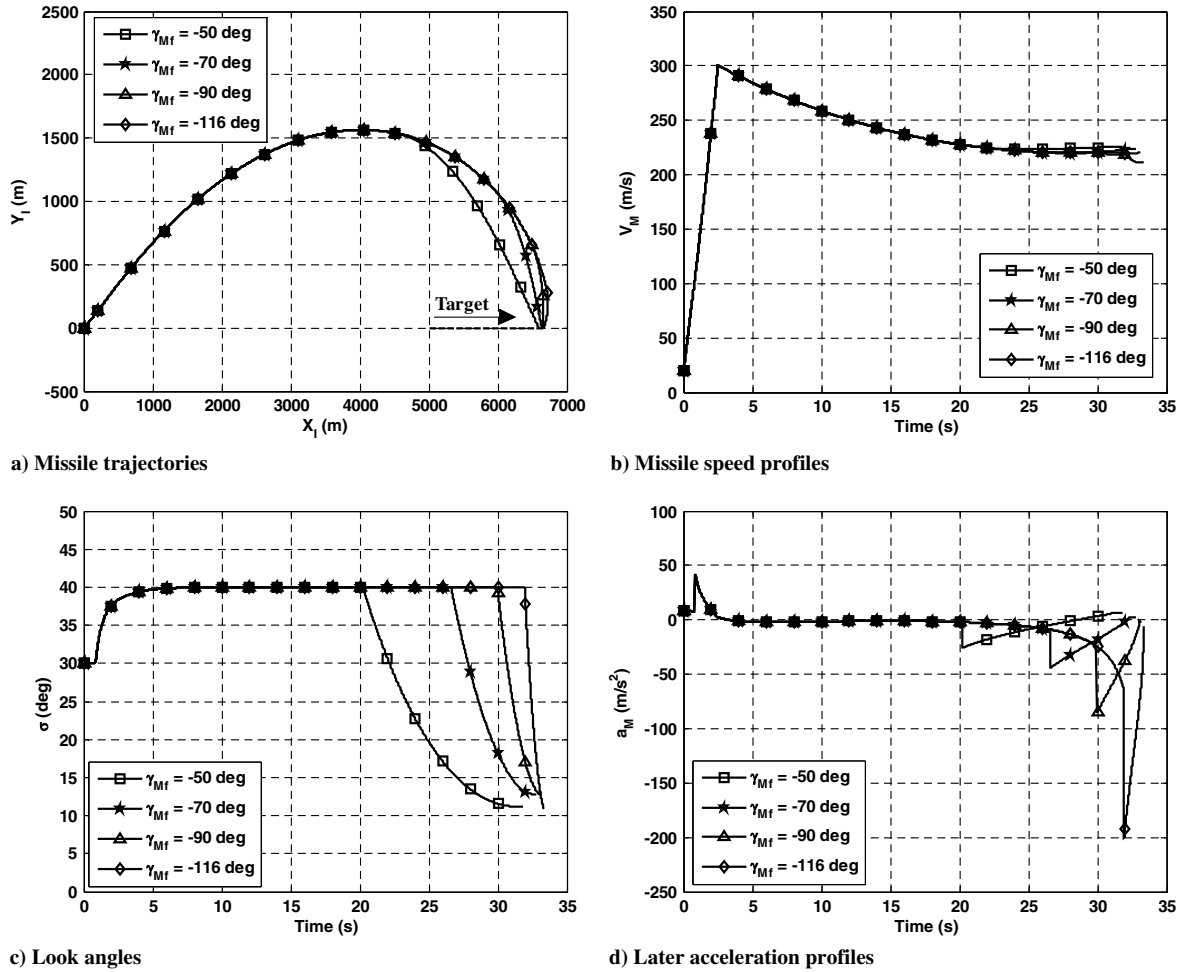 2500
2000
1500
1000
500
0
-500
0
1000
2000
3000
4000
5000
6000
7000
Y_I (m)
X_I (m)
γ_Mf = -50 deg
γ_Mf = -70 deg
γ_Mf = -90 deg
γ_Mf = -116 deg
Target
a) Missile trajectories
350
300
250
200
150
100
50
0
0
5
10
15
20
25
30
35
V_M (m/s)
Time (s)
γ_Mf = -50 deg
γ_Mf = -70 deg
γ_Mf = -90 deg
γ_Mf = -116 deg
b) Missile speed profiles
50
45
40
35
30
25
20
15
10
5
0
0
5
10
15
20
25
30
35
σ (deg)
Time (s)
γ_Mf = -50 deg
γ_Mf = -70 deg
γ_Mf = -90 deg
γ_Mf = -116 deg
c) Look angles
100
50
0
-50
-100
-150
-200
-250
0
5
10
15
20
25
30
35
a_M (m/s²)
Time (s)
γ_Mf = -50 deg
γ_Mf = -70 deg
γ_Mf = -90 deg
γ_Mf = -116 deg
d) Later acceleration profiles